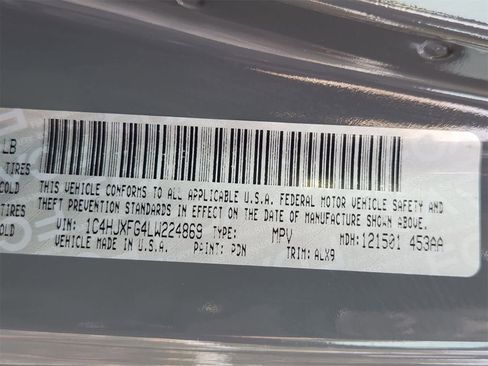 LB
TIRES
COLD
TIRES
COLD
THIS VEHICLE CONFORMS TO ALL APPLICABLE U.S.A. FEDERAL MOTOR VEHICLE SAFETY AND
THEFT PREVENTION STANDARDS IN EFFECT ON THE DATE OF MANUFACTURE SHOWN ABOVE.
VIN: 1C4HJXFG4LW224869 TYPE: MPV MDH:121501 453AA
VEHICLE MADE IN U.S.A. PAINT: PDN TRIM:ALX9